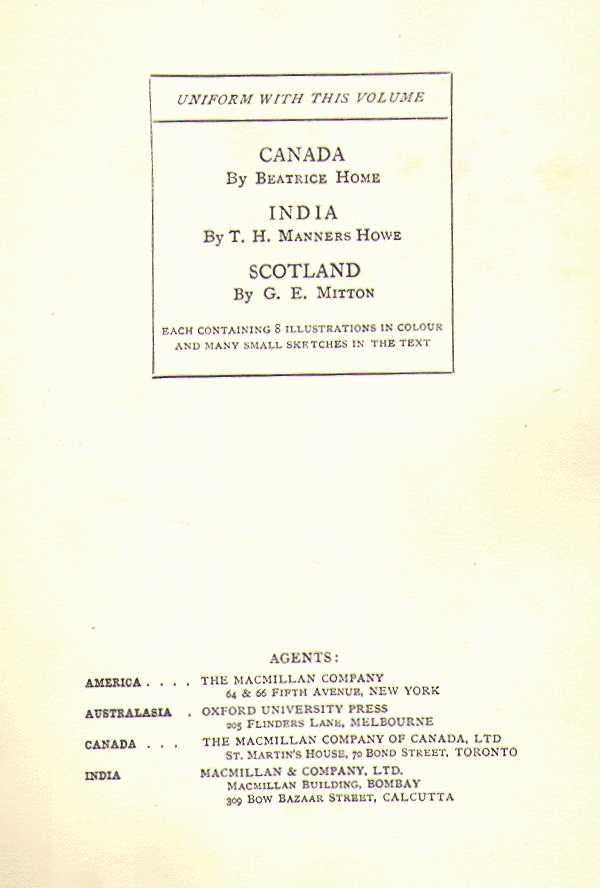 UNIFORM WITH THIS VOLUME
CANADA
By Beatrice Home
INDIA
By T. H. Manners Howe
SCOTLAND
By G. E. Mitton
EACH CONTAINING 8 ILLUSTRATIONS IN COLOUR
AND MANY SMALL SKETCHES IN THE TEXT
AGENTS:
AMERICA . . . . THE MACMILLAN COMPANY
64 & 66 Fifth Avenue, NEW YORK
AUSTRALASIA . OXFORD UNIVERSITY PRESS
205 Flinders Lane, MELBOURNE
CANADA . . . THE MACMILLAN COMPANY OF CANADA, LTD
St. Martin's House, 70 Bond Street, TORONTO
INDIA MACMILLAN & COMPANY, LTD.
Macmillan Building, BOMBAY
309 Bow Bazaar Street, CALCUTTA